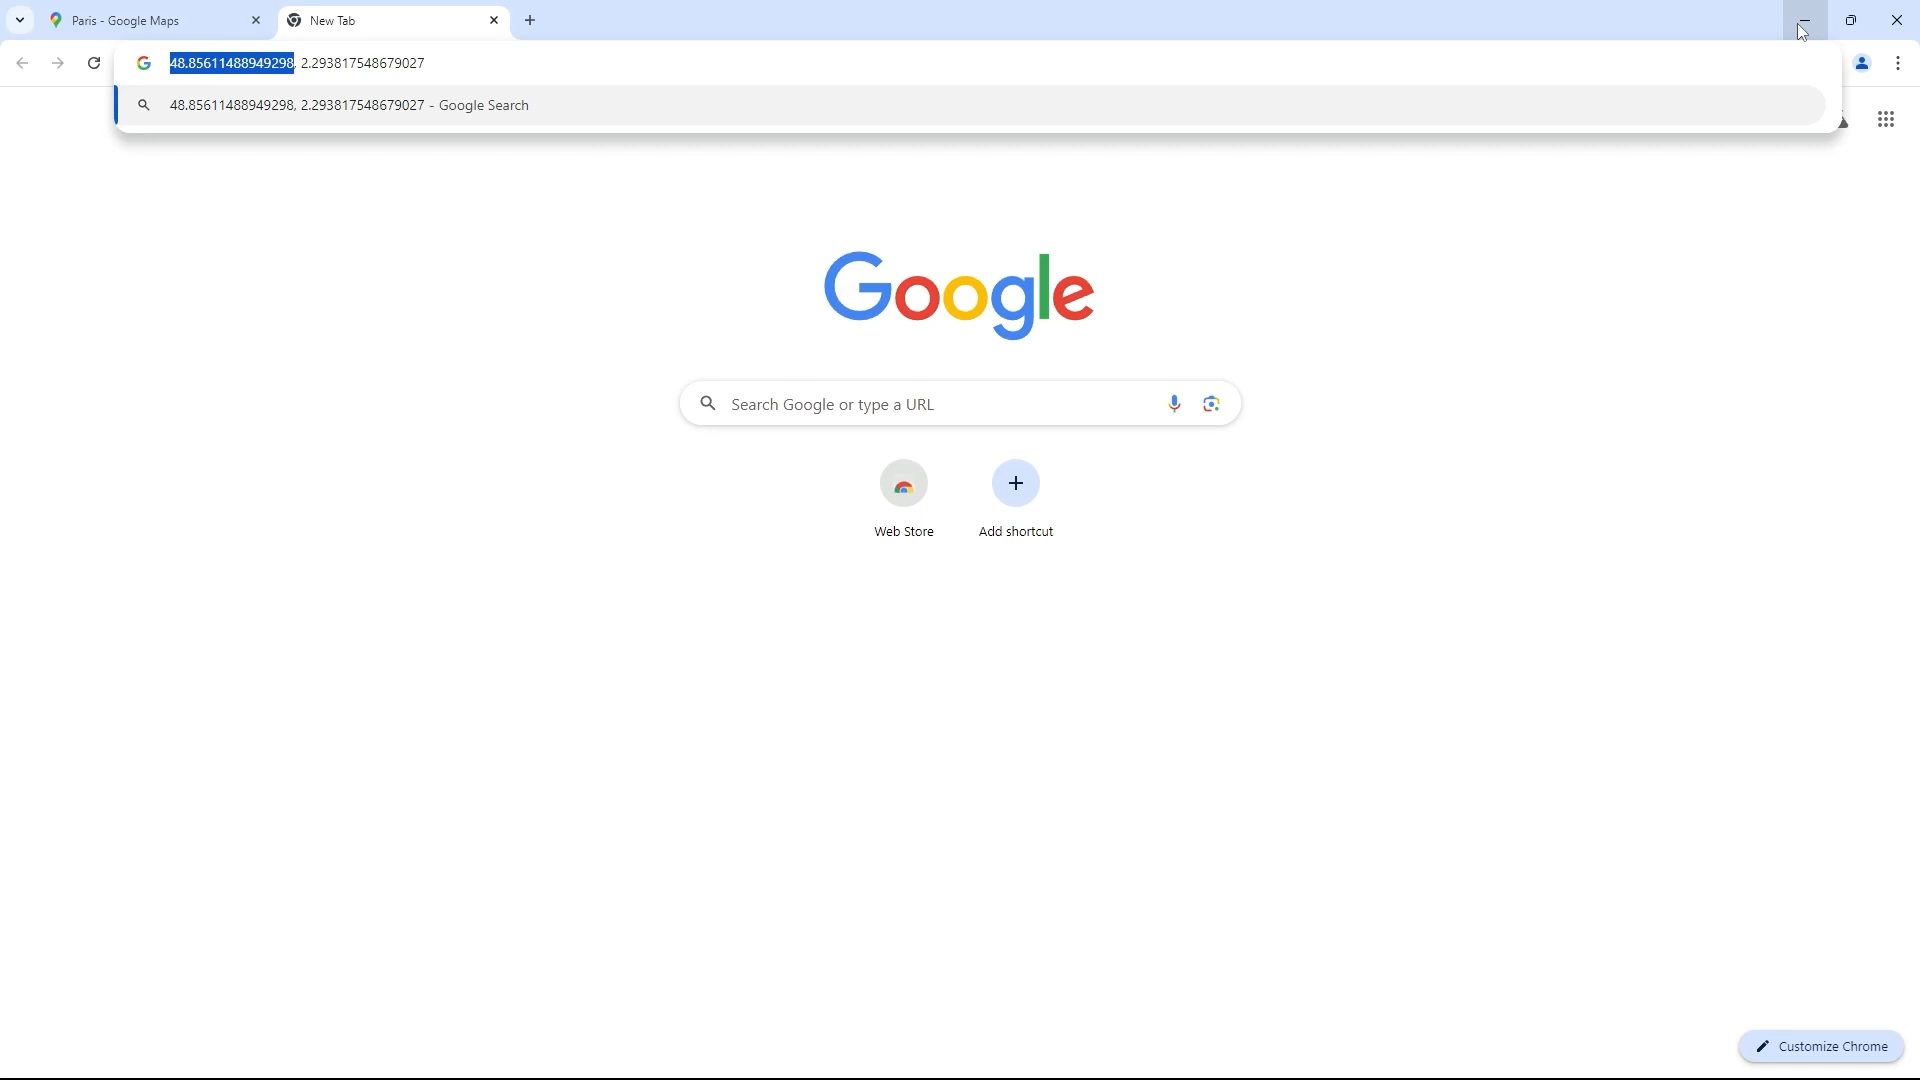 Paris - Google Maps
New Tab
48.85611488949298, 2.293817548679027
48.85611488949298, 2.293817548679027 - Google Search
Google
Search Google or type a URL
Web Store
Add shortcut
Customize Chrome